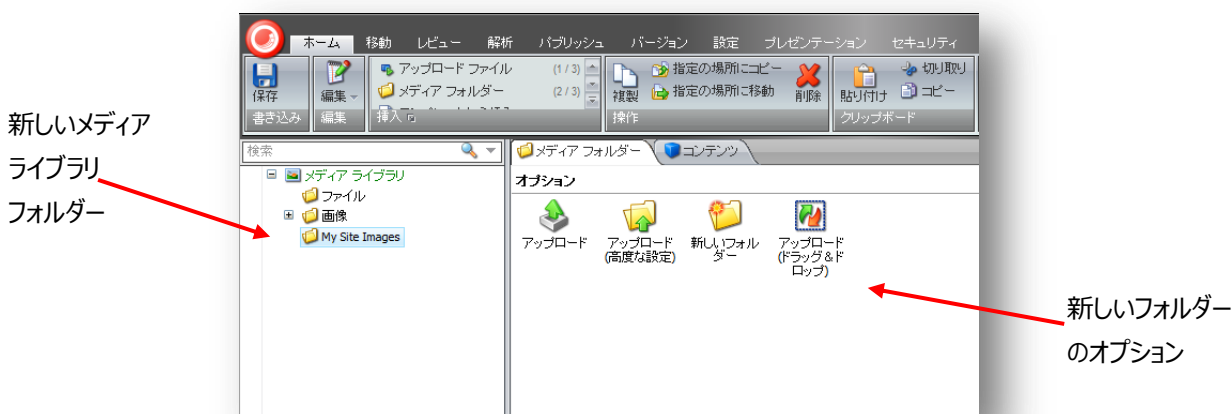 ホーム 移動 レビュー 解析 パブリッシュ バージョン 設定 プレゼンテーション セキュリティ
保存
書き込み
編集
編集
アップロード ファイル (1 / 3)
メディア フォルダー (2 / 3)
挿入
複製
指定の場所にコピー
指定の場所に移動
削除
操作
貼り付け
切り取り
コピー
クリップボード
新しいメディア
ライブラリ
フォルダー
検索
メディア ライブラリ
ファイル
画像
My Site Images
メディア フォルダー コンテンツ
オプション
アップロード
アップロード
(高度な設定)
新しいフォル
ダー
アップロード
(ドラッグ&ド
ロップ)
新しいフォルダー
のオプション